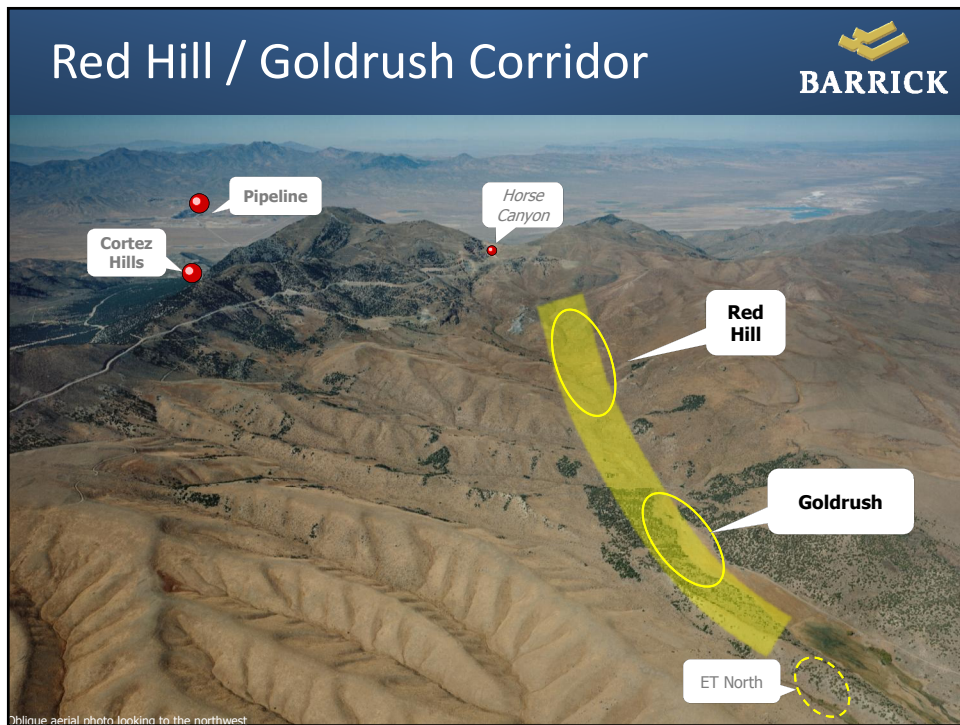 Red Hill / Goldrush Corridor
BARRICK
Pipeline
Horse
Canyon
Cortez
Hills
Red
Hill
Goldrush
ET North
Oblique aerial photo looking to the northwest